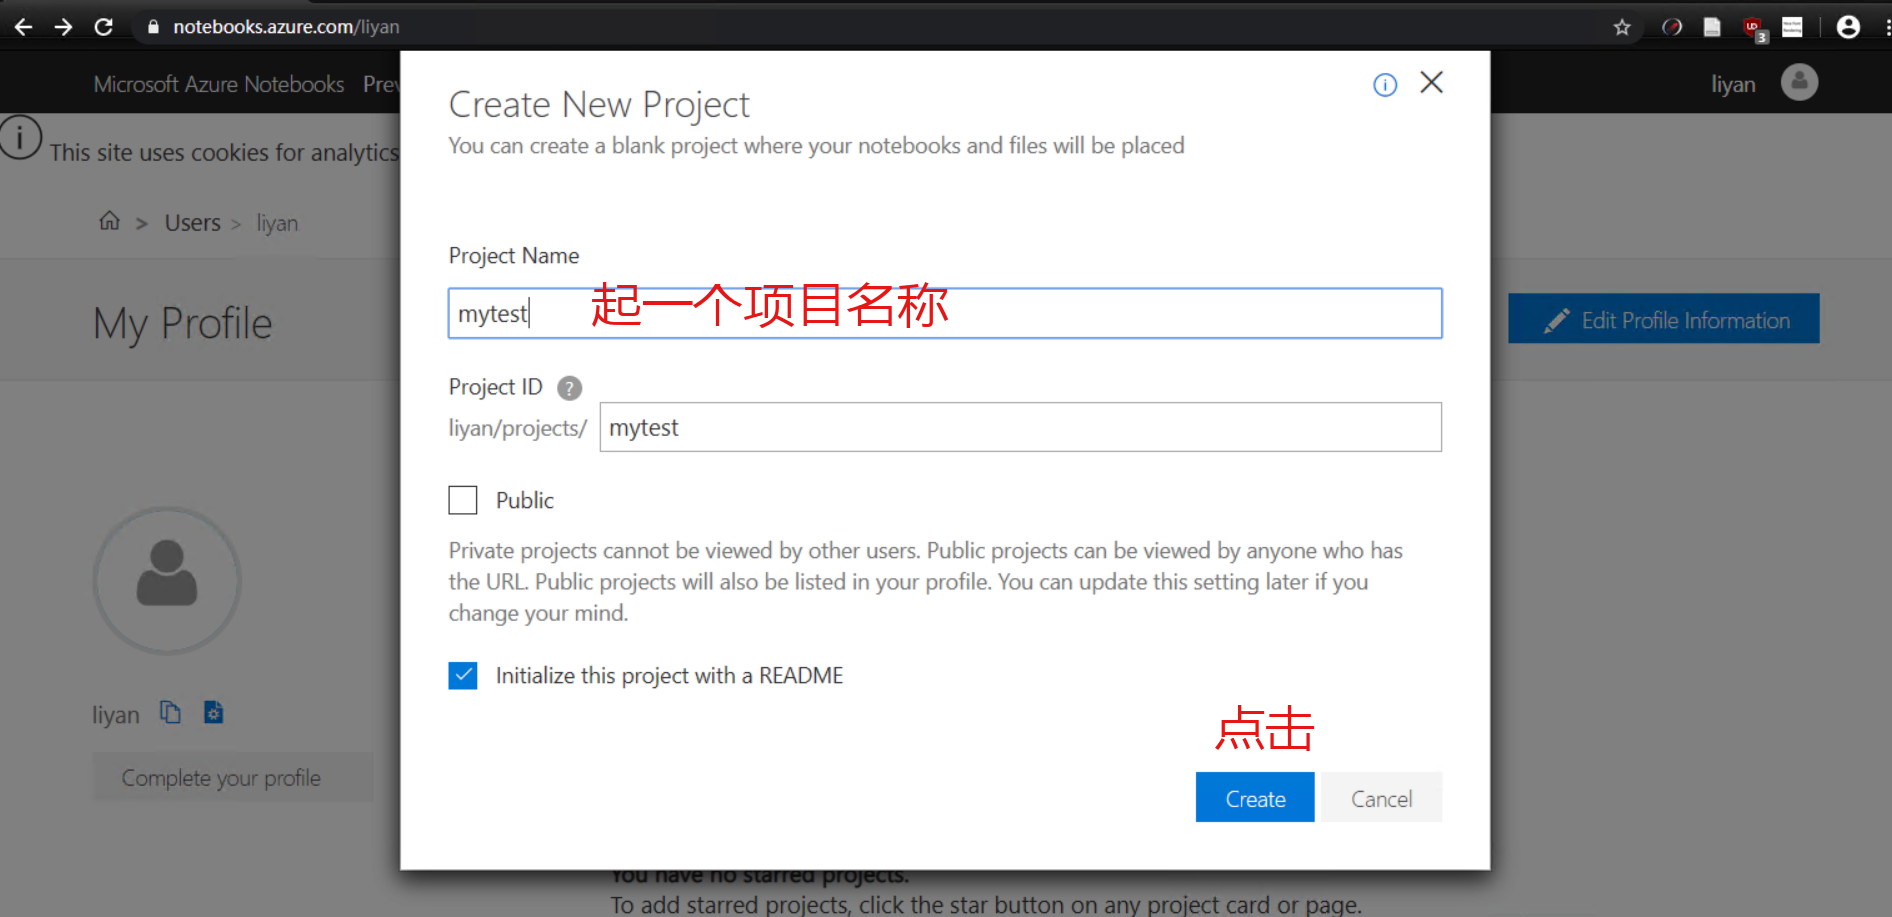 notebooks.azure.com/liyan
Microsoft Azure Notebooks
liyan
This site uses cookies for analytics
> Users > liyan
My Profile
Edit Profile Information
liyan
Complete your profile
Create New Project
You can create a blank project where your notebooks and files will be placed
Project Name
mytest 起一个项目名称
Project ID ?
liyan/projects/ mytest
Public
Private projects cannot be viewed by other users. Public projects can be viewed by anyone who has
the URL. Public projects will also be listed in your profile. You can update this setting later if you
change your mind.
Initialize this project with a README
点击
Create Cancel
You have no starred projects.
To add starred projects, click the star button on any project card or page.